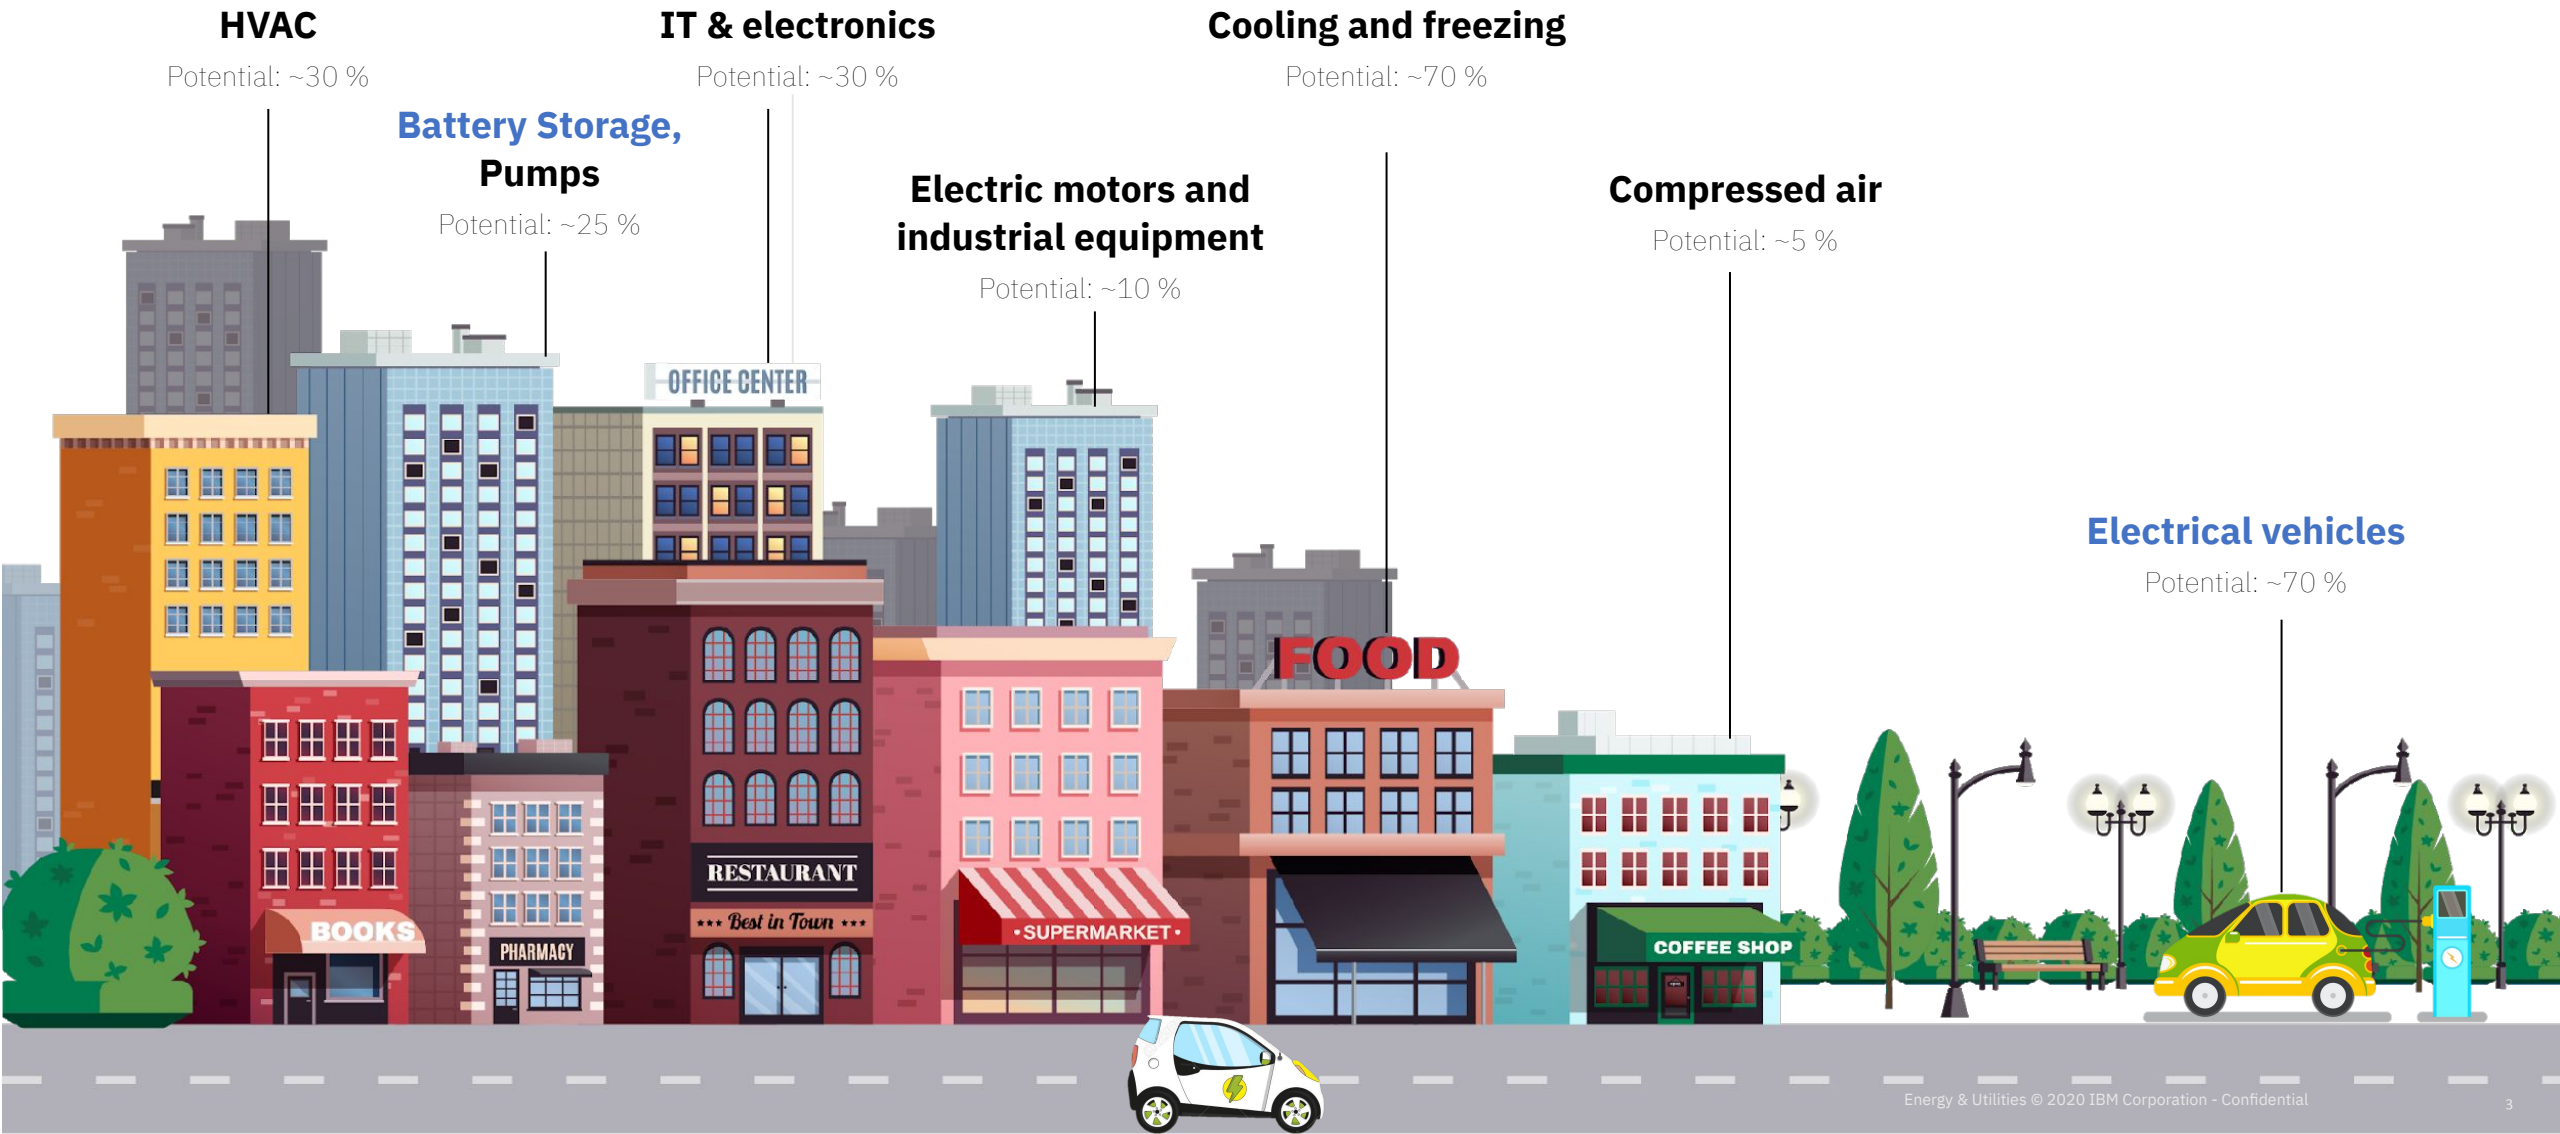 HVAC
Potential: ~30 %
Battery Storage,
Pumps
Potential: ~25 %
IT & electronics
Potential: ~30 %
Electric motors and
industrial equipment
Potential: ~10 %
Cooling and freezing
Potential: ~70 %
Compressed air
Potential: ~5 %
Electrical vehicles
Potential: ~70 %
OFFICE CENTER
FOOD
RESTAURANT
*** Best in Town ***
BOOKS
PHARMACY
•SUPERMARKET•
COFFEE SHOP
Energy & Utilities © 2020 IBM Corporation - Confidential
3